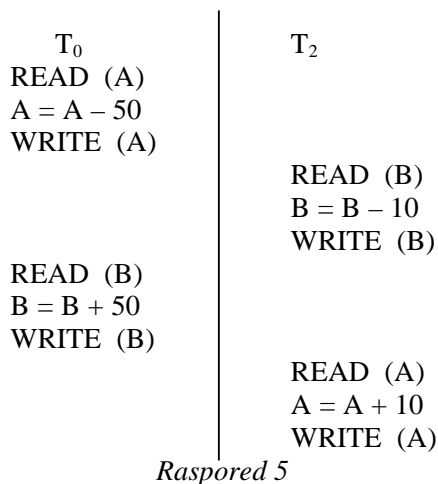 T₀ T₂
READ (A)
A = A – 50
WRITE (A)
READ (B)
B = B – 10
WRITE (B)
READ (B)
B = B + 50
WRITE (B)
READ (A)
A = A + 10
WRITE (A)
Raspored 5